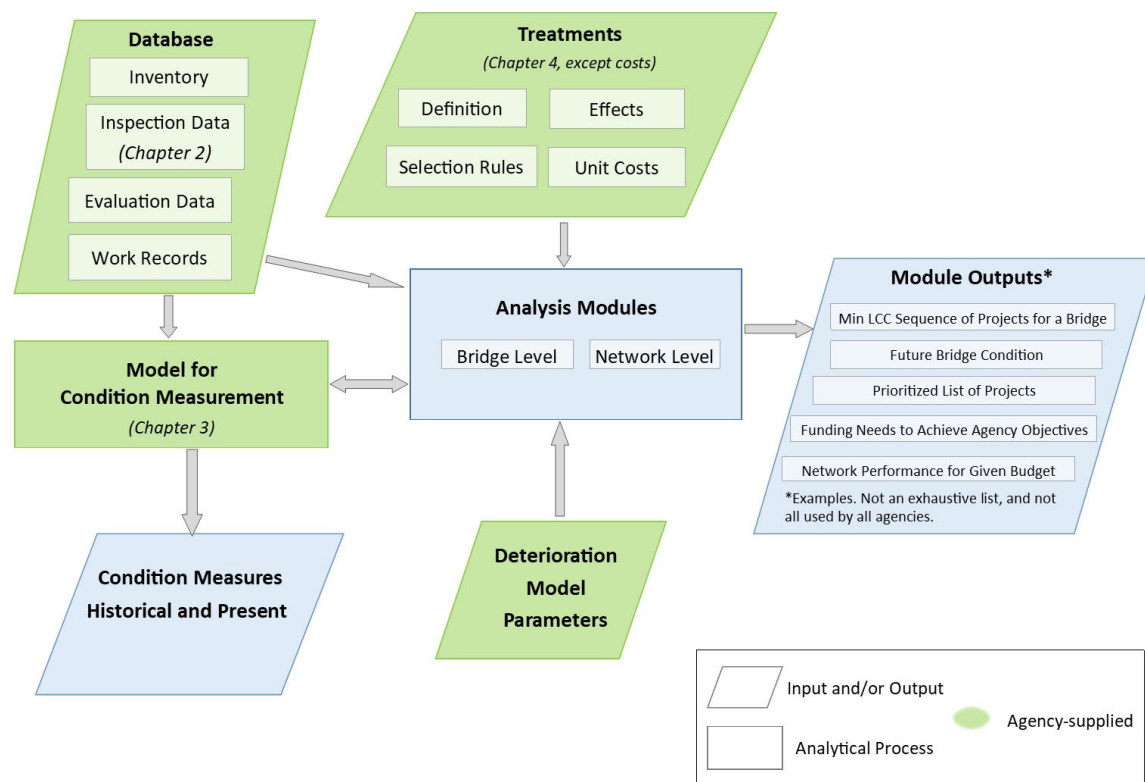 Database
Inventory
Inspection Data
(Chapter 2)
Evaluation Data
Work Records
Treatments
(Chapter 4, except costs)
Definition
Effects
Selection Rules
Unit Costs
Analysis Modules
Bridge Level
Network Level
Module Outputs*
Min LCC Sequence of Projects for a Bridge
Future Bridge Condition
Prioritized List of Projects
Funding Needs to Achieve Agency Objectives
Network Performance for Given Budget
*Examples. Not an exhaustive list, and not
all used by all agencies.
Model for
Condition Measurement
(Chapter 3)
Condition Measures
Historical and Present
Deterioration
Model
Parameters
Input and/or Output
Agency-supplied
Analytical Process